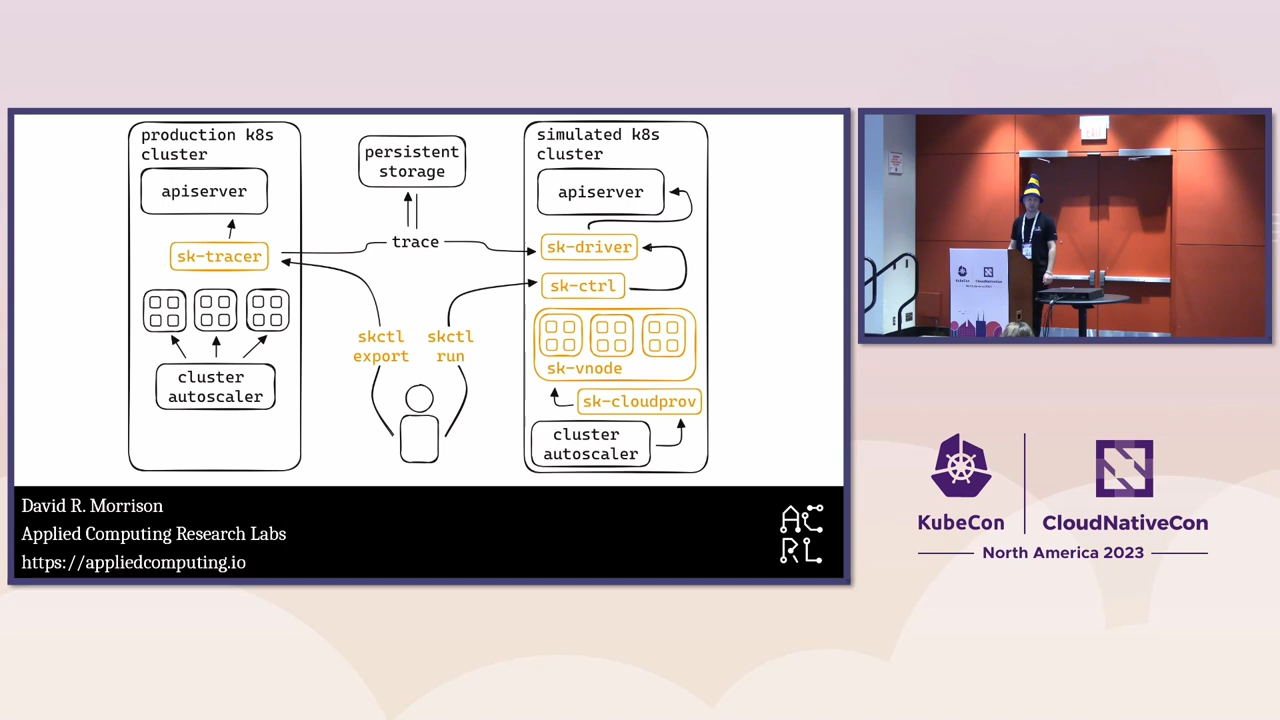 production k8s
cluster
apiserver
sk-tracer
cluster
autoscaler
persistent
storage
trace
skctl
export
skctl
run
simulated k8s
cluster
apiserver
sk-driver
sk-ctrl
sk-vnode
sk-cloudprov
cluster
autoscaler
David R. Morrison
Applied Computing Research Labs
https://appliedcomputing.io
AC
RL
KubeCon
CloudNativeCon
North America 2023